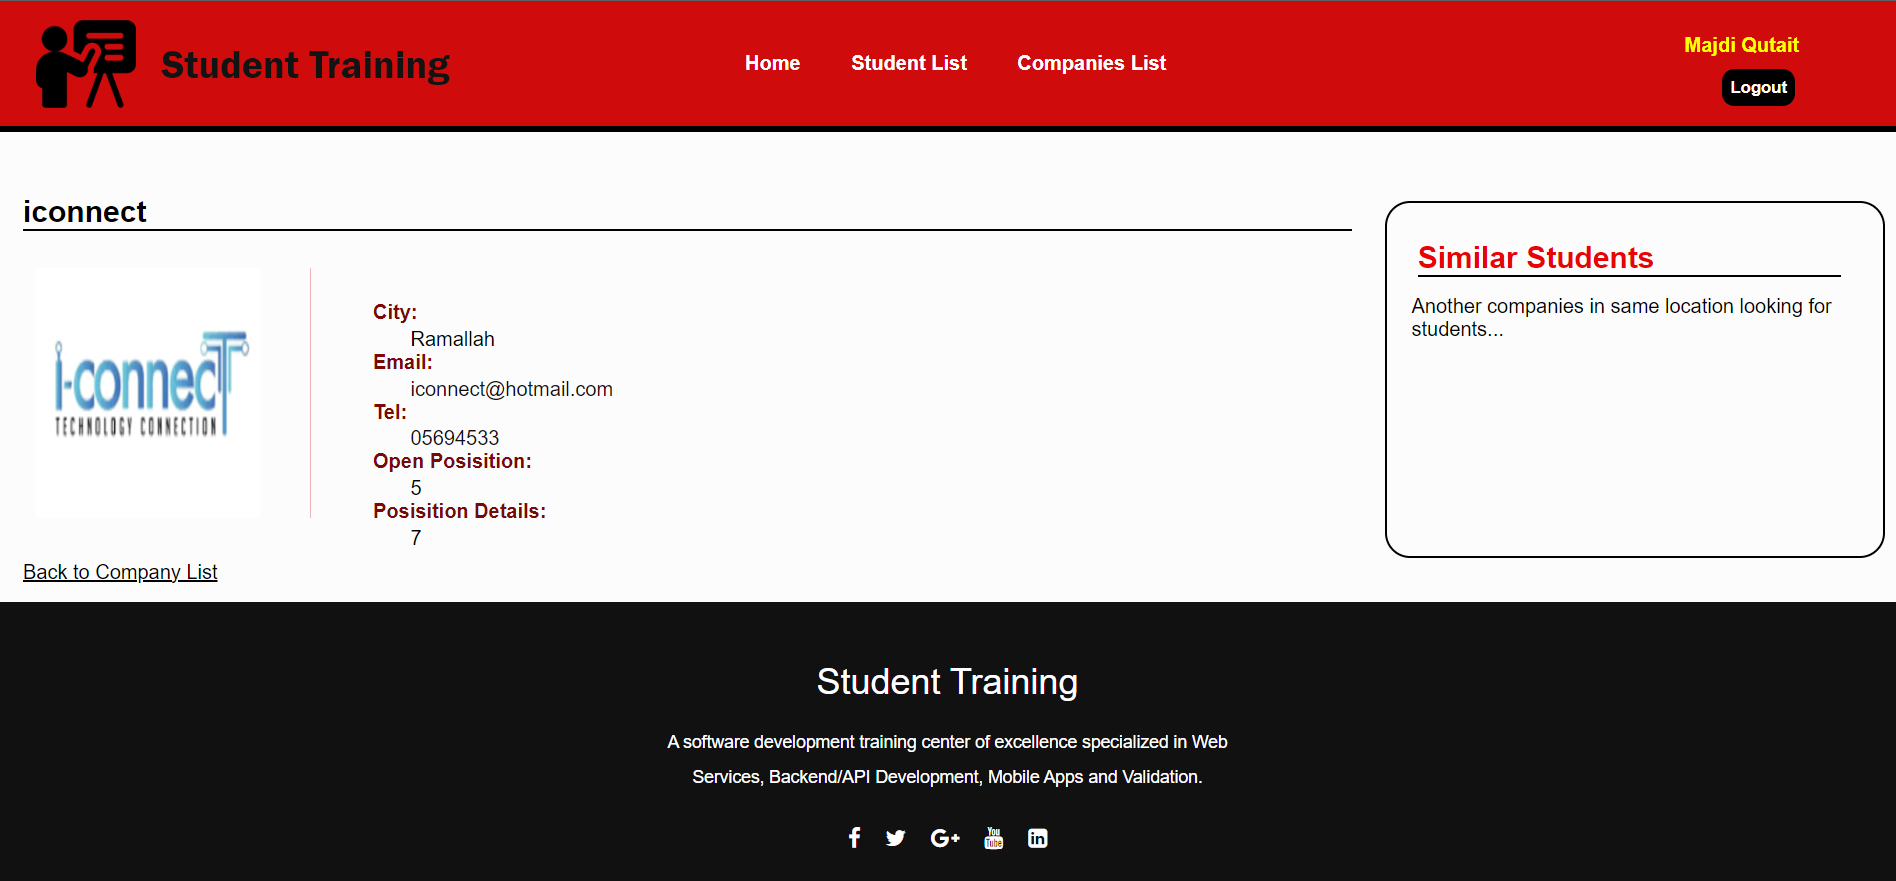 Student Training
Home
Student List
Companies List
Majdi Qutait
Logout
iconnect
i-connecT
TECHNOLOGY CONNECTION
City:
Ramallah
Email:
iconnect@hotmail.com
Tel:
05694533
Open Posisition:
5
Posisition Details:
7
Back to Company List
Similar Students
Another companies in same location looking for
students...
Student Training
A software development training center of excellence specialized in Web
Services, Backend/API Development, Mobile Apps and Validation.
f
G+
You
Tube
in